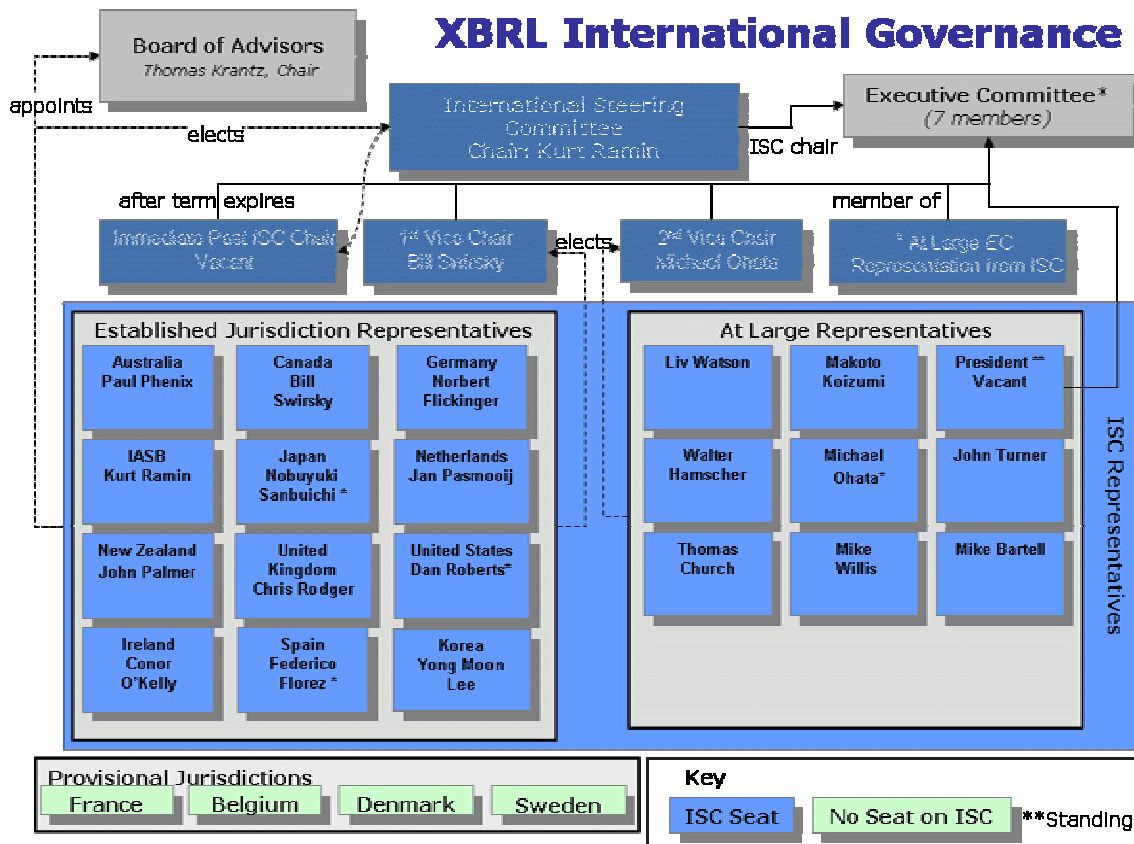 XBRL International Governance
Board of Advisors
Thomas Krantz, Chair
appoints
elects
International Steering
Committee
Chair: Kurt Ramin
ISC chair
Executive Committee*
(7 members)
after term expires
member of
Immediate Past ISC Chair
Vacant
1st Vice Chair
Bill Swirsky
elects
2nd Vice Chair
Michael Ohata
* At Large EC
Representation from ISC
Established Jurisdiction Representatives
Australia
Paul Phenix
Canada
Bill
Swirsky
Germany
Norbert
Flickinger
IASB
Kurt Ramin
Japan
Nobuyuki
Sanbuichi *
Netherlands
Jan Pasmooij
New Zealand
John Palmer
United
Kingdom
Chris Rodger
United States
Dan Roberts*
Ireland
Conor
O'Kelly
Spain
Federico
Florez *
Korea
Yong Moon
Lee
At Large Representatives
Liv Watson
Makoto
Koizumi
President **
Vacant
Walter
Hamscher
Michael
Ohata*
John Turner
Thomas
Church
Mike
Willis
Mike Bartell
ISC Representatives
Provisional Jurisdictions
France
Belgium
Denmark
Sweden
Key
ISC Seat
No Seat on ISC
**Standing